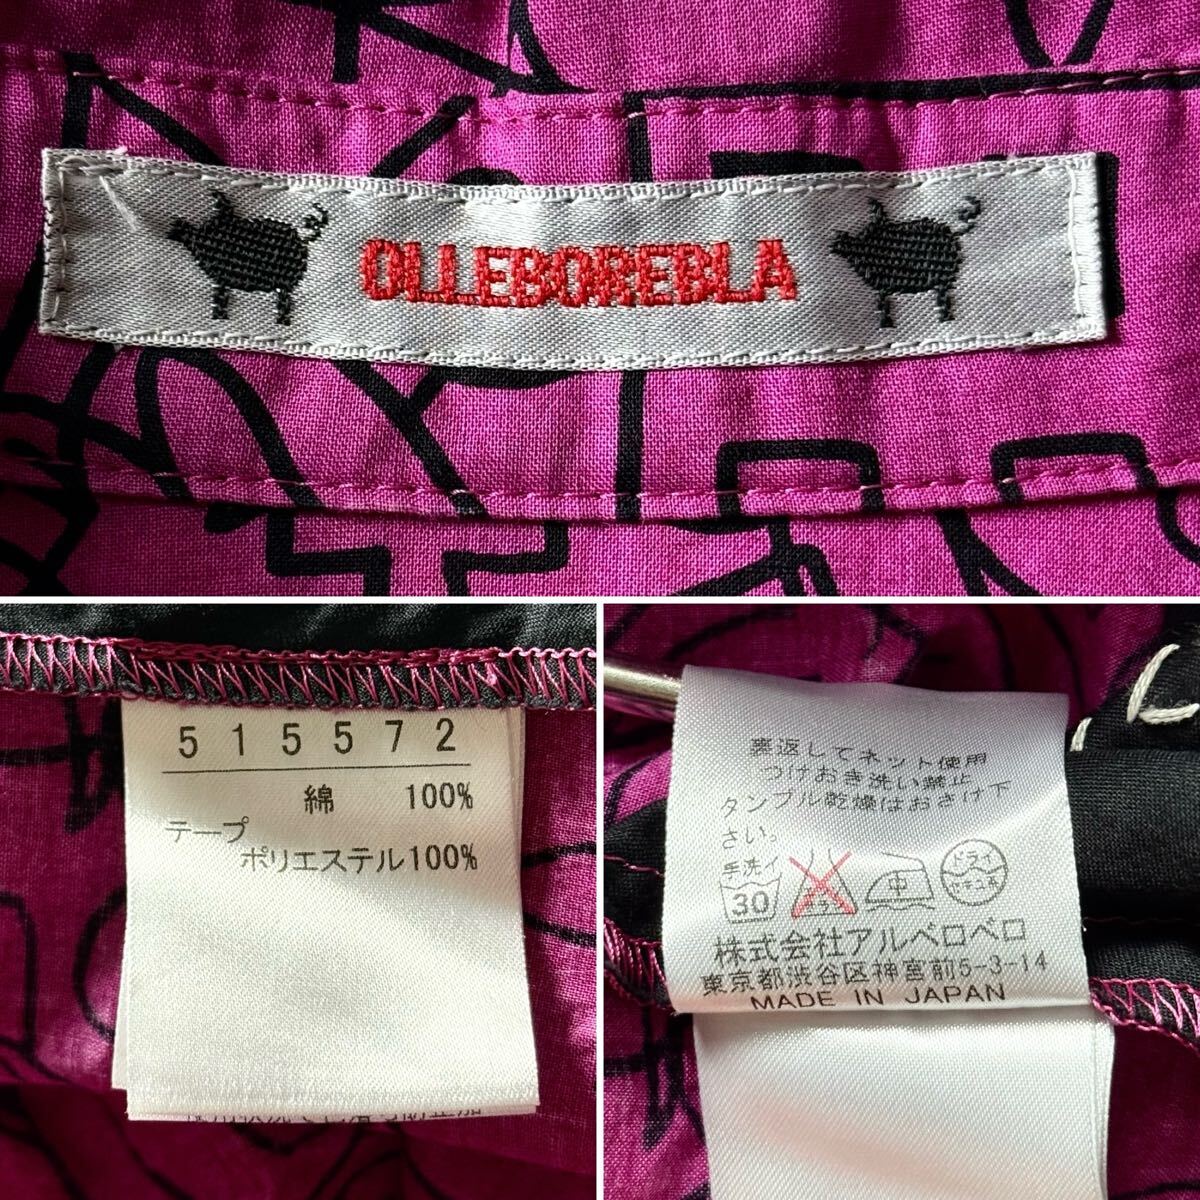 OLLEBOREBLA
515572
綿 100%
テープ
ポリエステル100%
裏返してネット使用
つけおき洗い禁止
タンブル乾燥はおさけ下
さい。
手洗イ
30
中
ドライ
セキユ系
株式会社アルベロベロ
東京都渋谷区神宮前5-3-14
MADE IN JAPAN